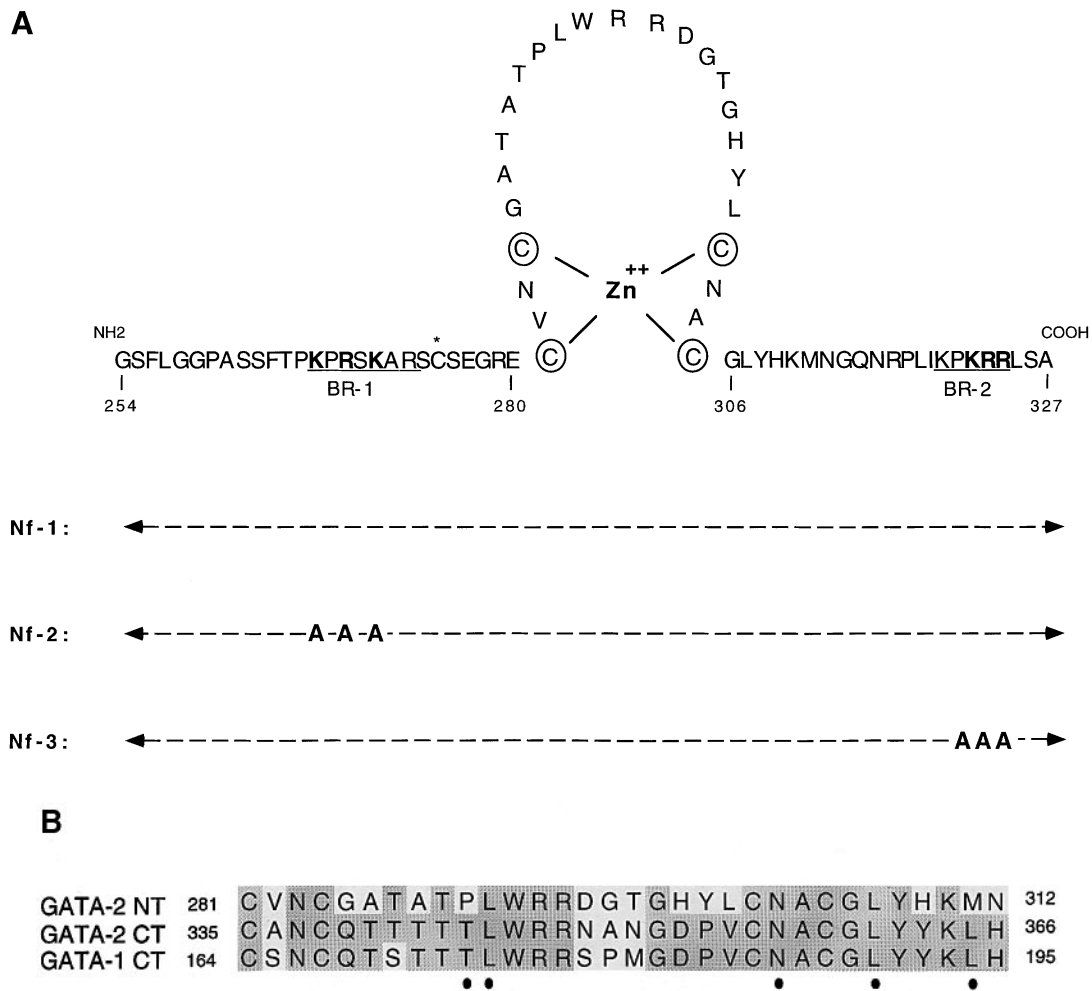 A
G A T A T P L W R R D G T G H Y L
C C
N Zn++ N
V A
NH2 * COOH
GSFLGGPASSFTPKPRSKARSCSEGRE C C GLYHKMNGQNRPLIKPKRRLSA
BR-1 BR-2
254 280 306 327
Nf-1:
Nf-2: A A A
Nf-3: AAA
B
GATA-2 NT 281 CVNCGATATPLWRRDGTGHYLCNACGLYHKMN 312
GATA-2 CT 335 CANCQTTTTTLWRRNANGDPVCNACGLYYKLH 366
GATA-1 CT 164 CSNCQTSTTTLWRRSPMGDPVCNACGLYYKLH 195